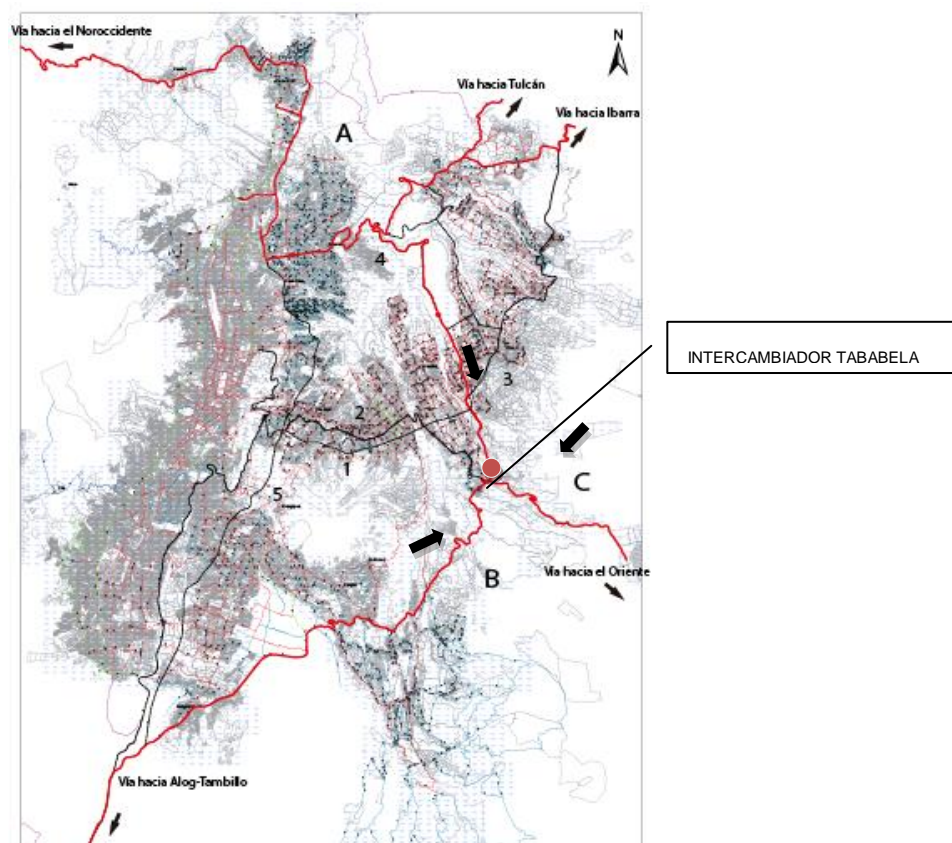 Vía hacia el Noroccidente
N
Vía hacia Tulcán
Vía hacia Ibarra
A
4
3
INTERCAMBIADOR TABABELA
2
1
C
5
Vía hacia el Oriente
B
Vía hacia Alog-Tambillo